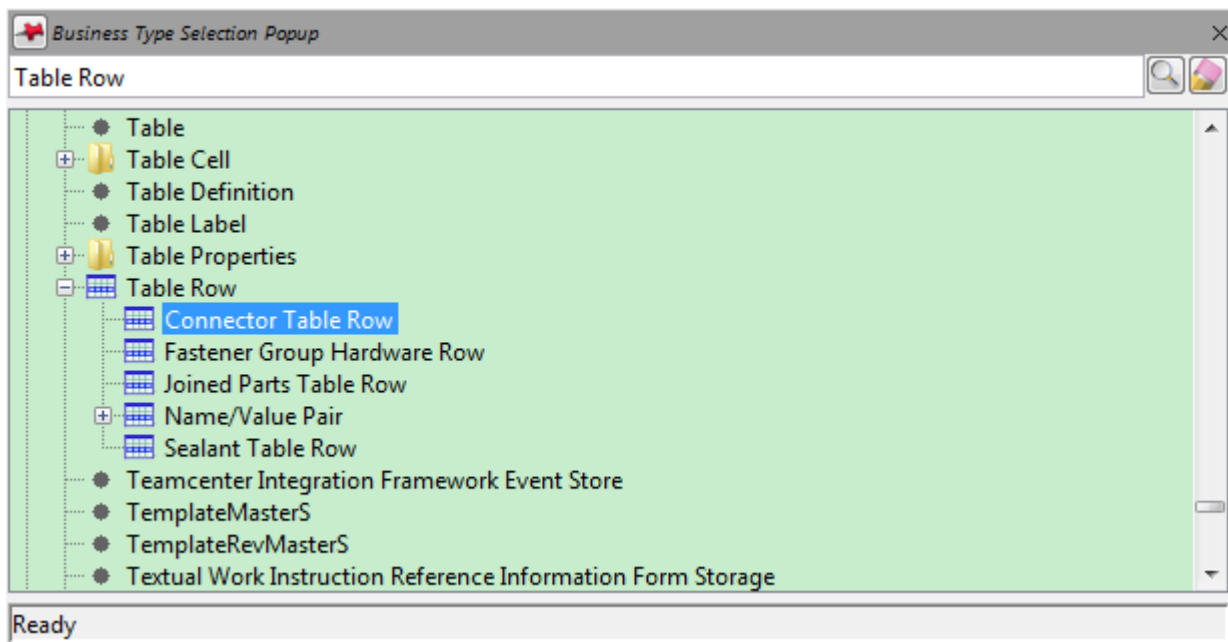 Business Type Selection Popup
Table Row
Table
Table Cell
Table Definition
Table Label
Table Properties
Table Row
Connector Table Row
Fastener Group Hardware Row
Joined Parts Table Row
Name/Value Pair
Sealant Table Row
Teamcenter Integration Framework Event Store
TemplateMasterS
TemplateRevMasterS
Textual Work Instruction Reference Information Form Storage
Ready